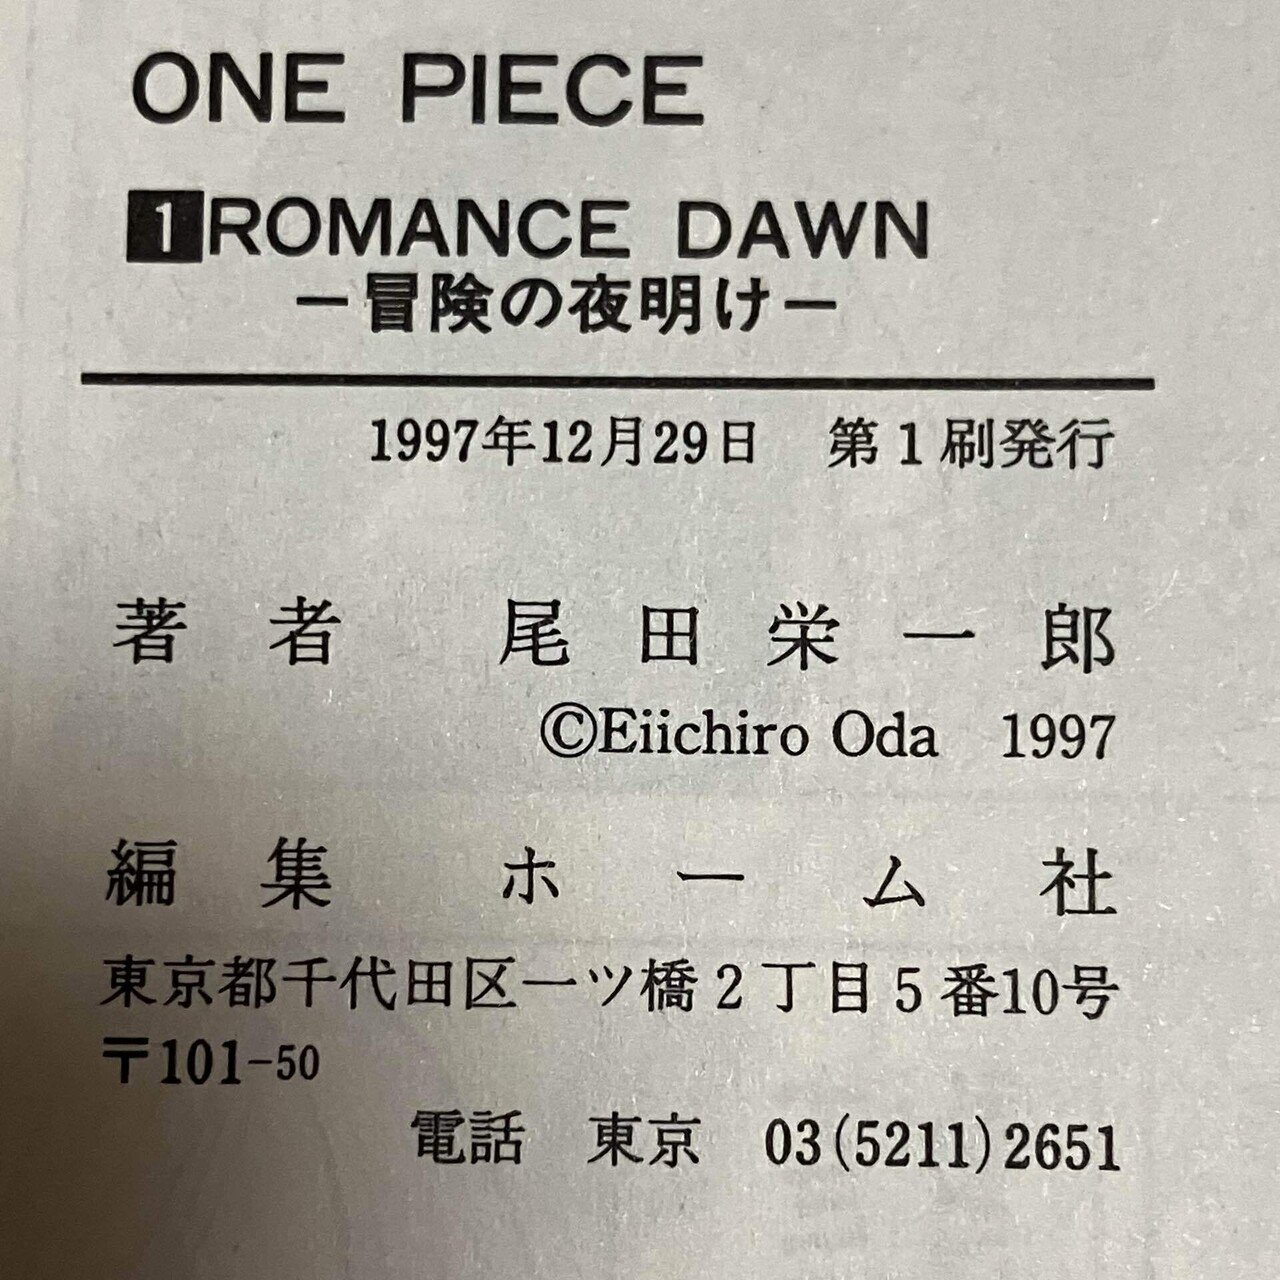 ONE PIECE
1 ROMANCE DAWN
ー冒険の夜明けー
1997年12月29日　第1刷発行
著者　尾田栄一郎
©Eiichiro Oda　1997
編集　ホーム社
東京都千代田区一ツ橋2丁目5番10号
〒101-50
電話　東京　03(5211)2651